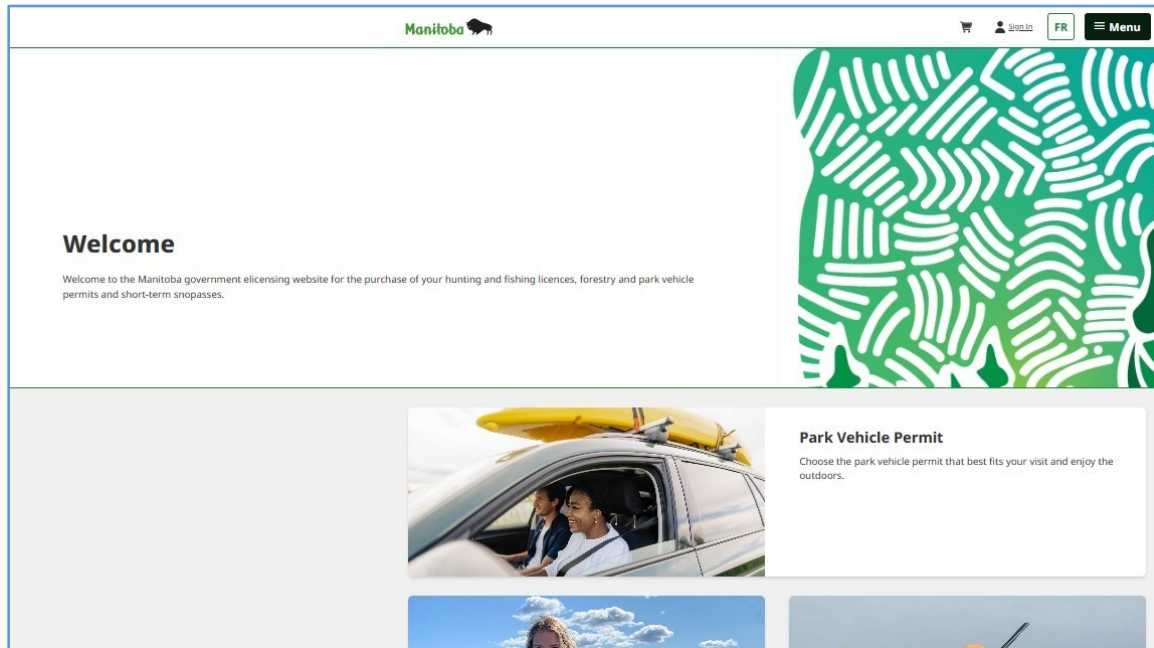 Manitoba
Sign In
FR
Menu
Welcome
Welcome to the Manitoba government elicensing website for the purchase of your hunting and fishing licences, forestry and park vehicle
permits and short-term snopasses.
Park Vehicle Permit
Choose the park vehicle permit that best fits your visit and enjoy the
outdoors.